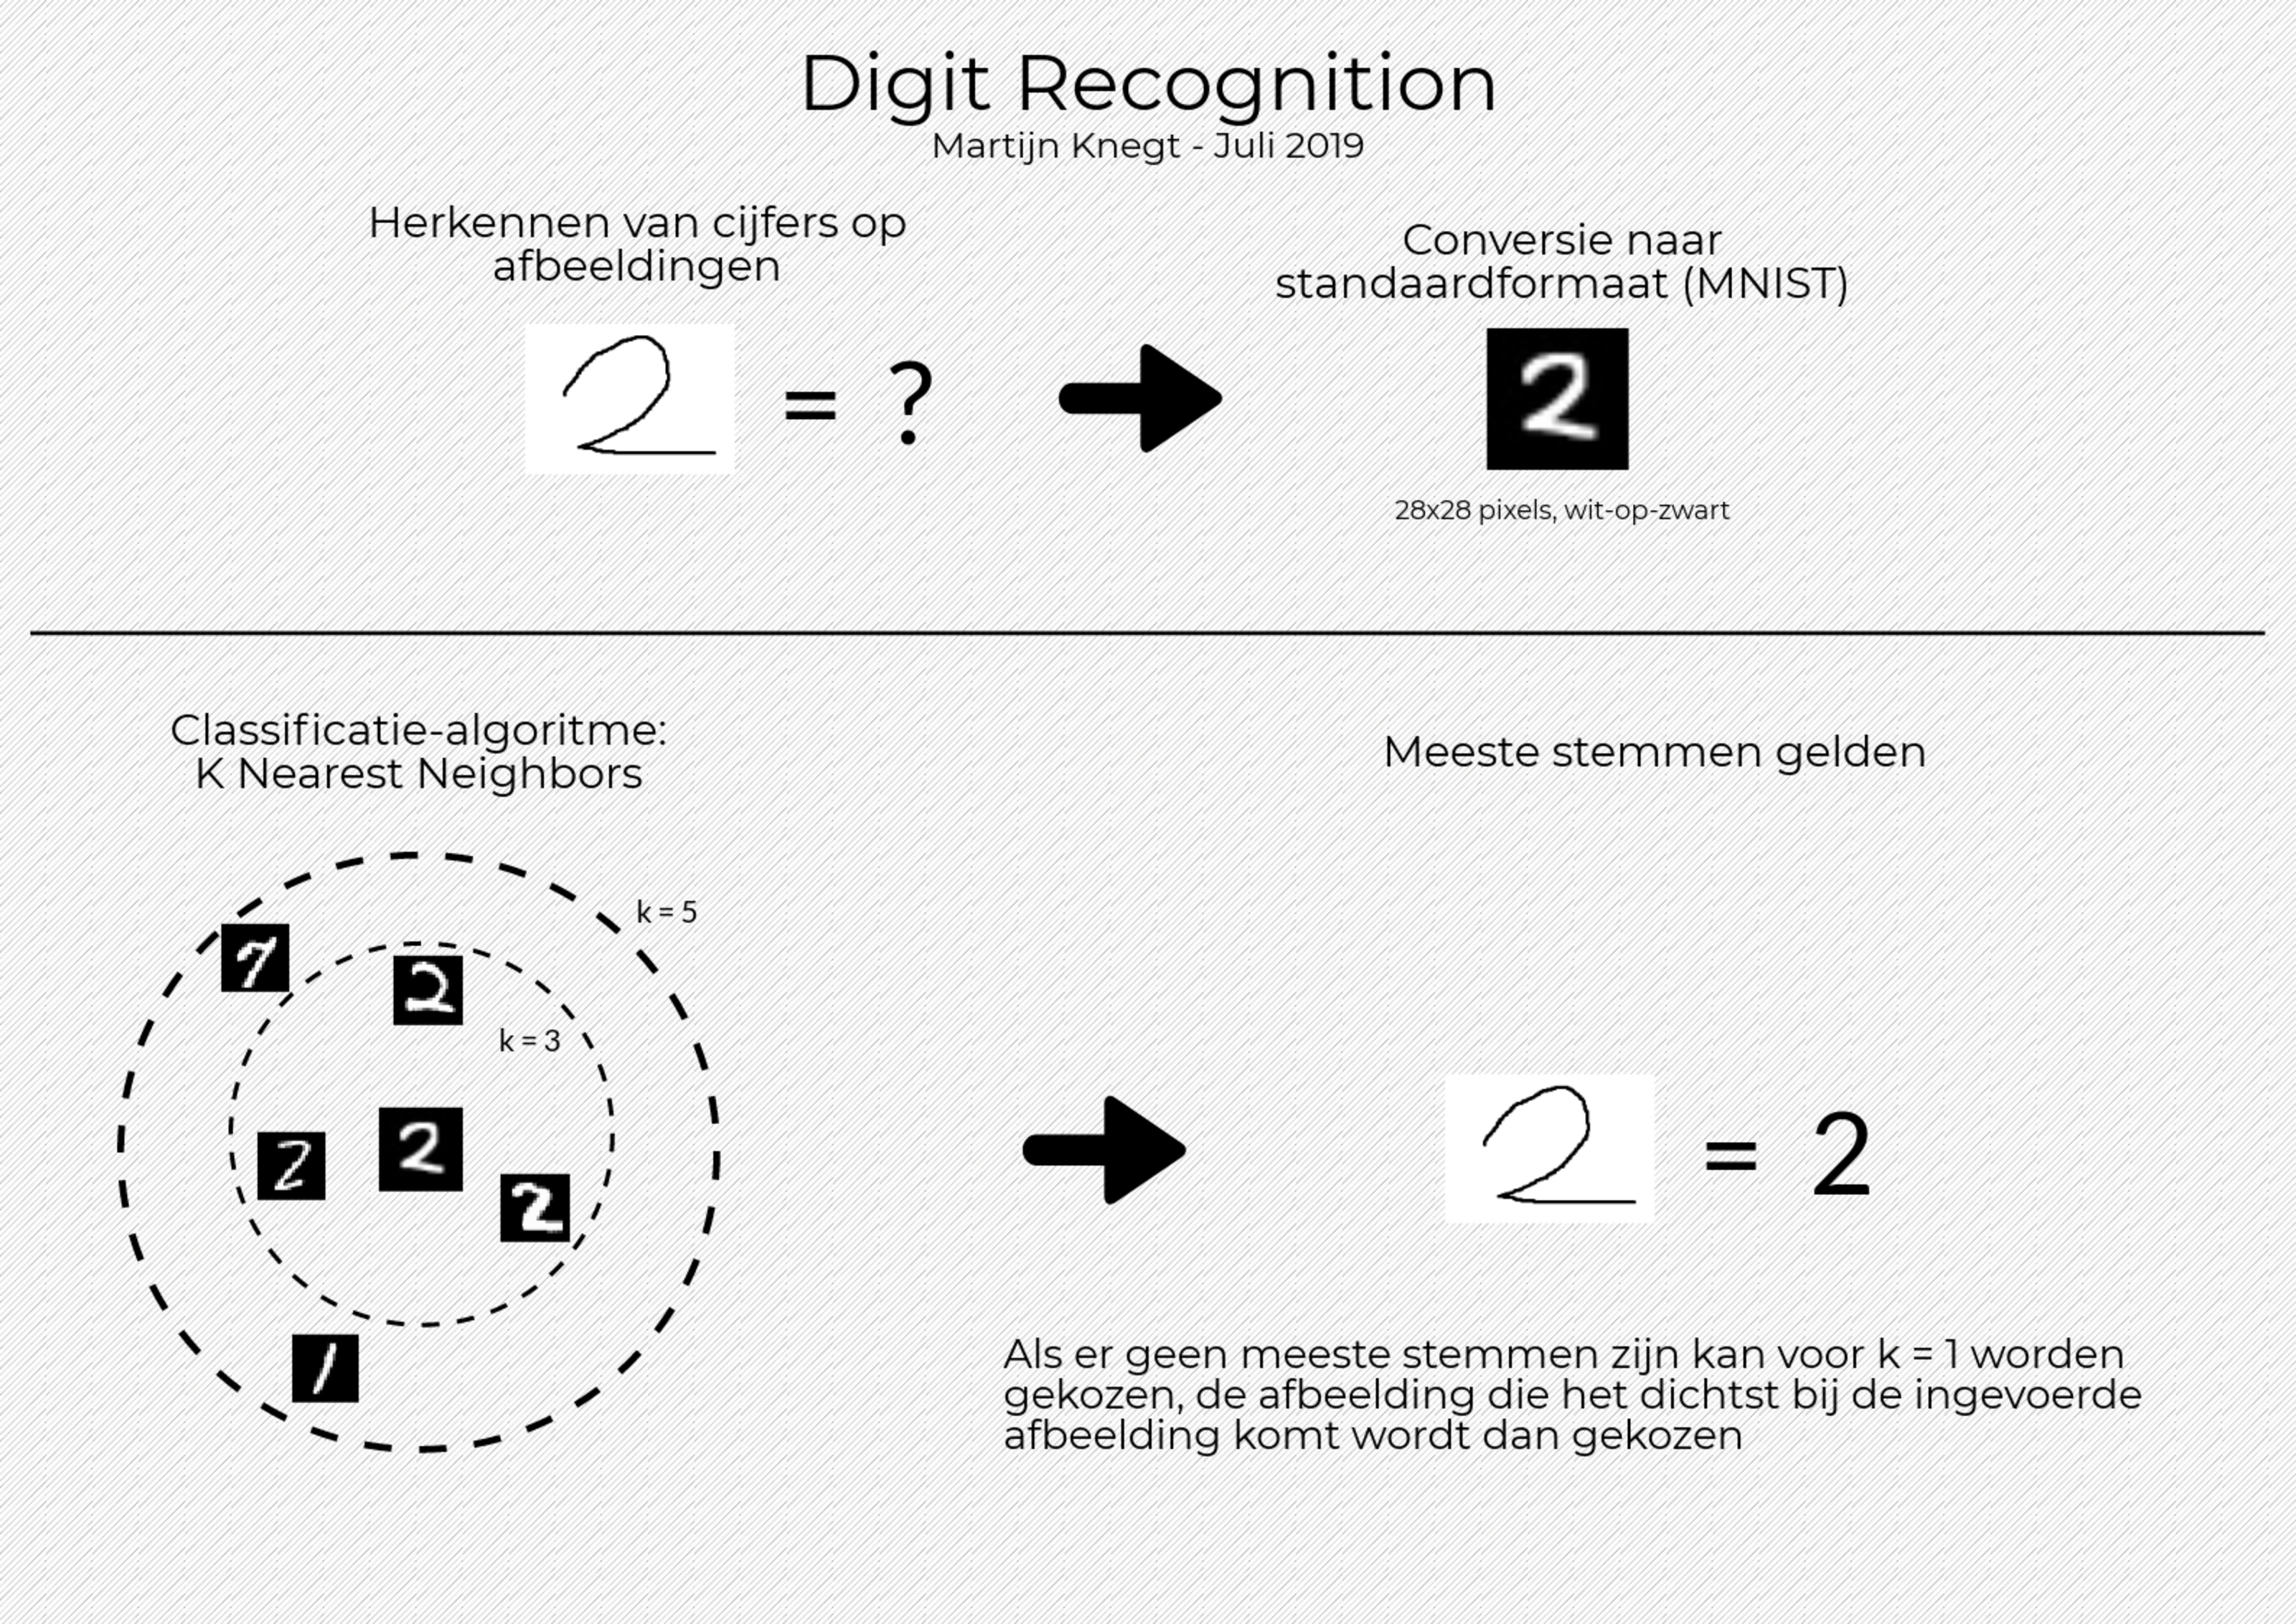 Digit Recognition
Martijn Knegt - Juli 2019
Herkennen van cijfers op
afbeeldingen
2 = ?
Conversie naar
standaardformaat (MNIST)
2
28x28 pixels, wit-op-zwart
Classificatie-algoritme:
K Nearest Neighbors
k = 5
7
2
k = 3
2
2
2
1
Meeste stemmen gelden
2 = 2
Als er geen meeste stemmen zijn kan voor k = 1 worden
gekozen, de afbeelding die het dichtst bij de ingevoerde
afbeelding komt wordt dan gekozen